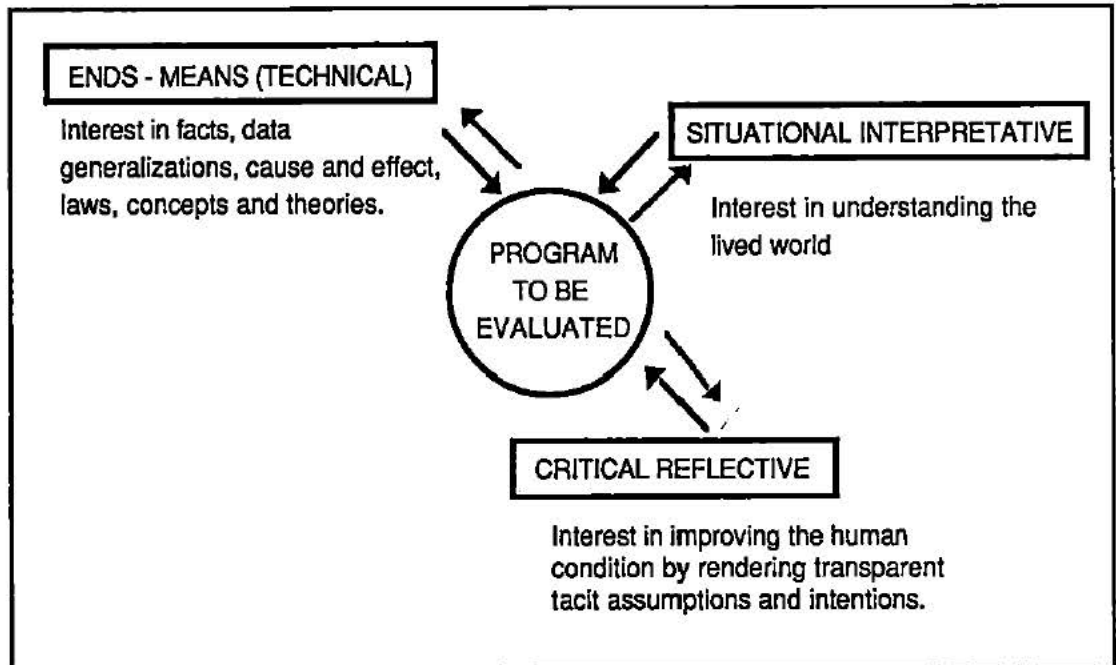 ENDS - MEANS (TECHNICAL)
Interest in facts, data
generalizations, cause and effect,
laws, concepts and theories.
SITUATIONAL INTERPRETATIVE
Interest in understanding the
lived world
PROGRAM
TO BE
EVALUATED
CRITICAL REFLECTIVE
Interest in improving the human
condition by rendering transparent
tacit assumptions and intentions.